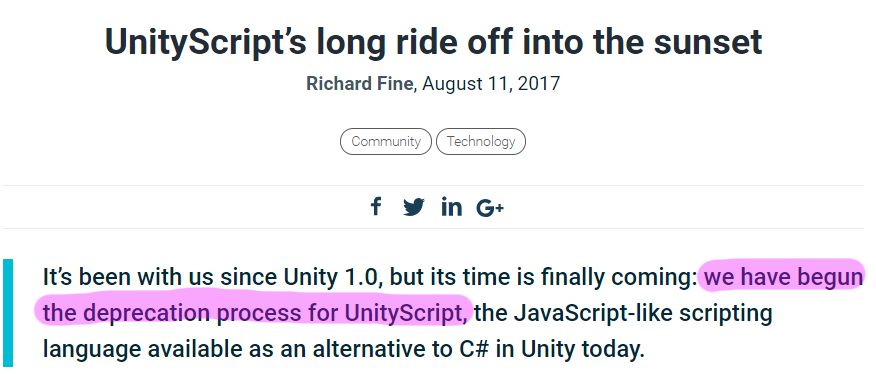 UnityScript’s long ride off into the sunset
Richard Fine, August 11, 2017
Community Technology
f in G+
It’s been with us since Unity 1.0, but its time is finally coming: we have begun
the deprecation process for UnityScript, the JavaScript-like scripting
language available as an alternative to C# in Unity today.